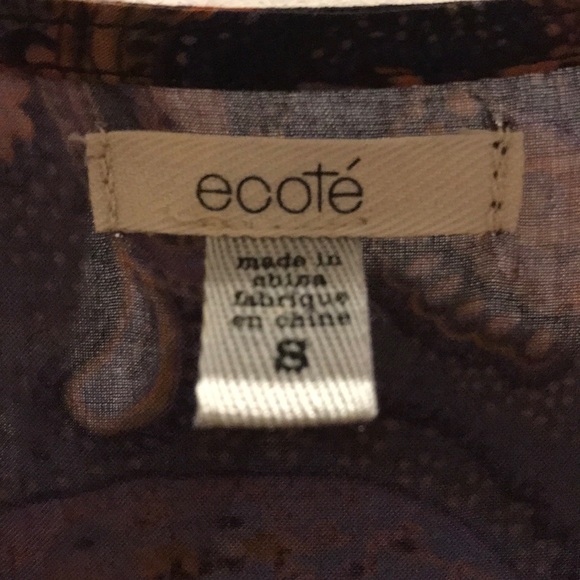 ecoté
made in
china
fabrique
en chine
S